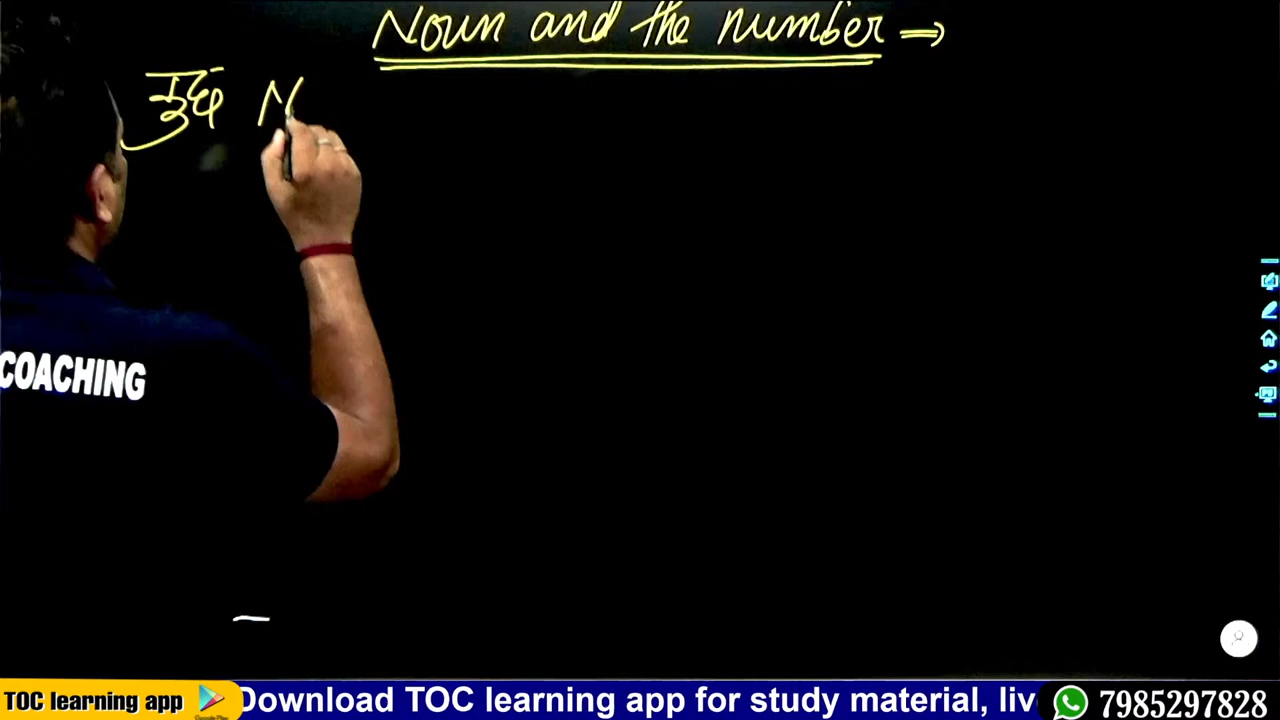 Noun and the number ⇒
कुछ N
COACHING
TOC learning app
Download TOC learning app for study material, liv
7985297828